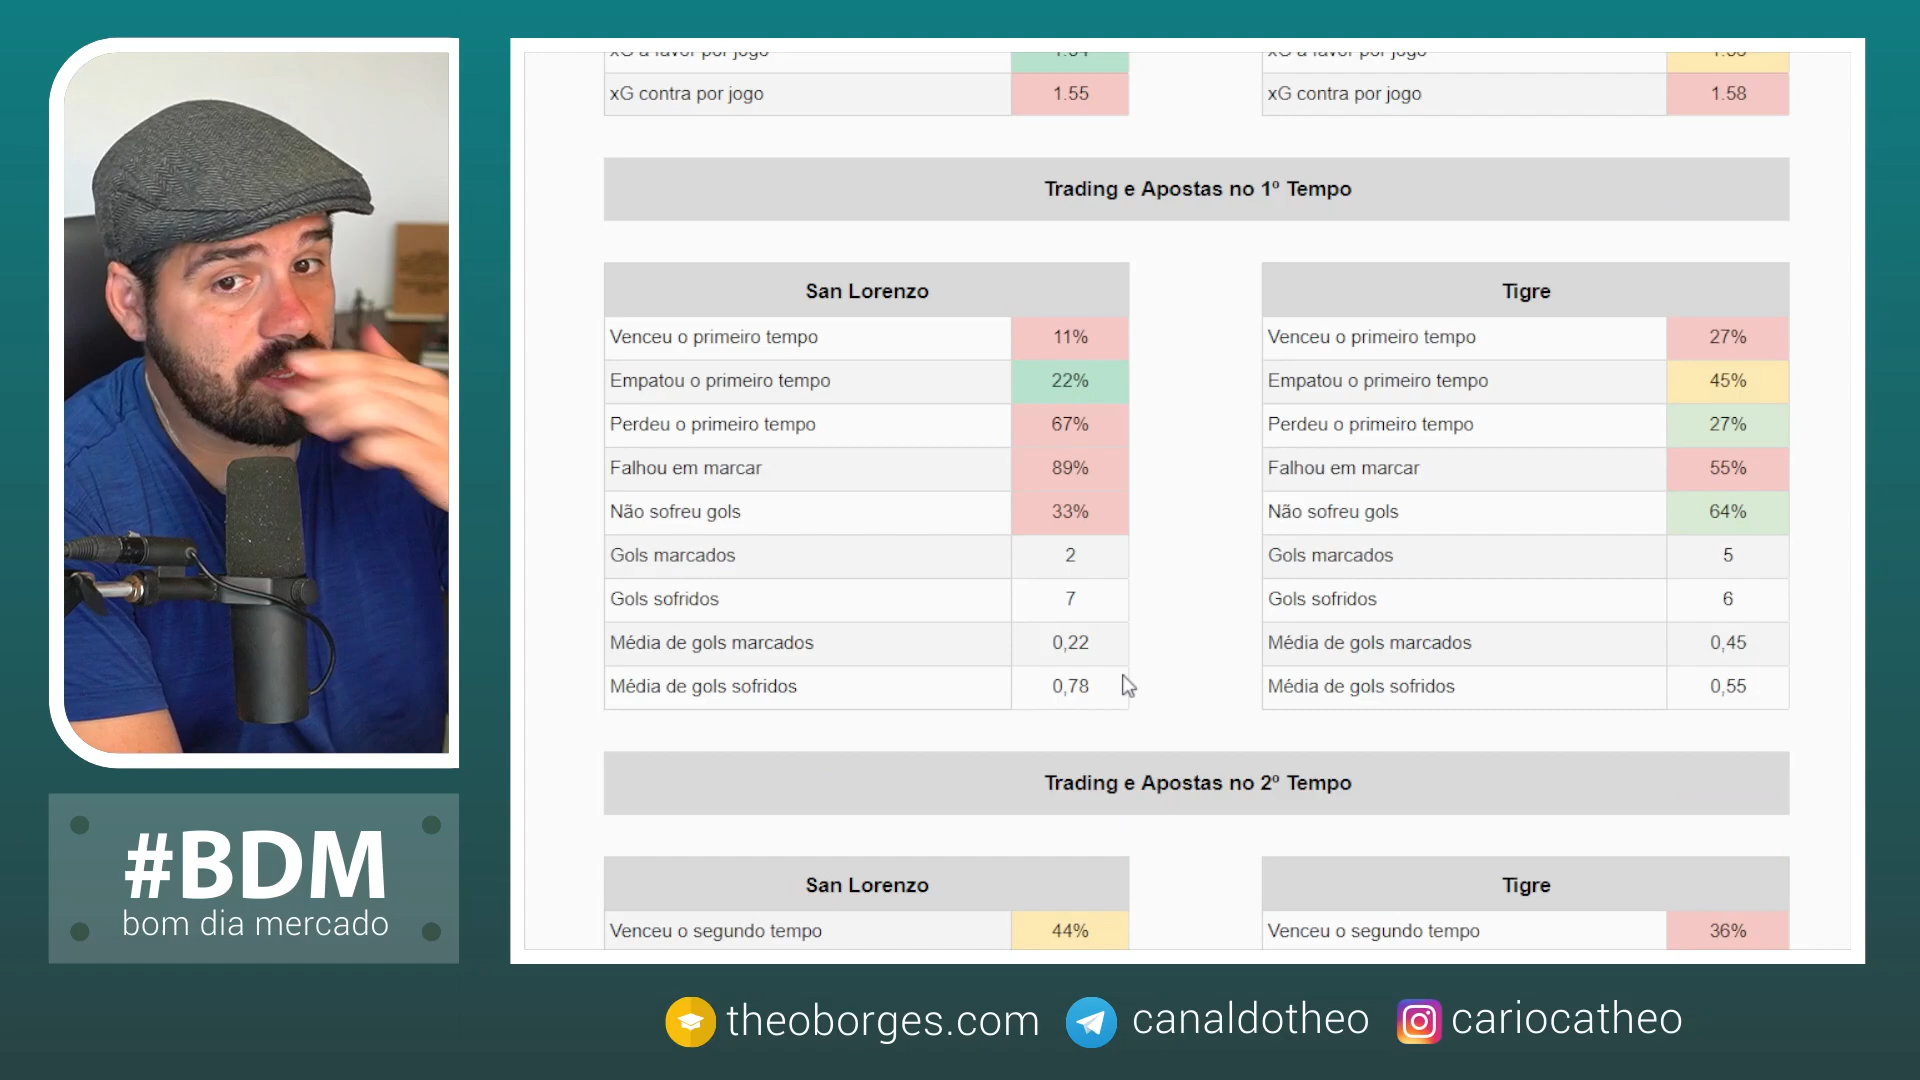 xG contra por jogo 1.55
xG contra por jogo 1.58
Trading e Apostas no 1º Tempo
San Lorenzo
Venceu o primeiro tempo 11%
Empatou o primeiro tempo 22%
Perdeu o primeiro tempo 67%
Falhou em marcar 89%
Não sofreu gols 33%
Gols marcados 2
Gols sofridos 7
Média de gols marcados 0,22
Média de gols sofridos 0,78
Tigre
Venceu o primeiro tempo 27%
Empatou o primeiro tempo 45%
Perdeu o primeiro tempo 27%
Falhou em marcar 55%
Não sofreu gols 64%
Gols marcados 5
Gols sofridos 6
Média de gols marcados 0,45
Média de gols sofridos 0,55
Trading e Apostas no 2º Tempo
San Lorenzo
Venceu o segundo tempo 44%
Tigre
Venceu o segundo tempo 36%
#BDM
bom dia mercado
theoborges.com canaldotheo cariocatheo